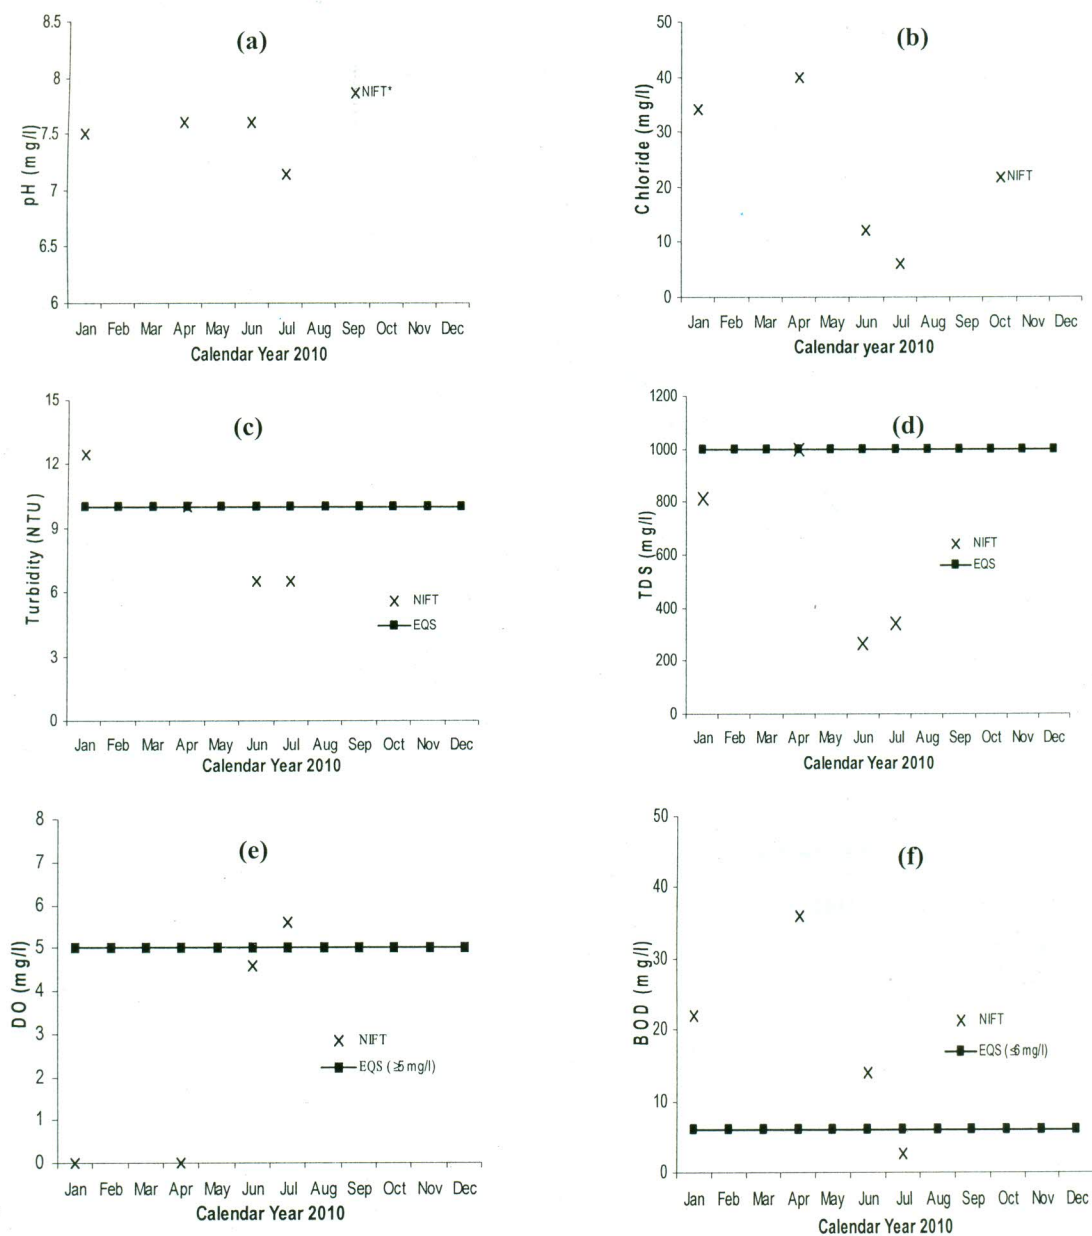 (a)
8.5
8
7.5
7
6.5
6
pH (mg/l)
NIFT*
Jan Feb Mar Apr May Jun Jul Aug Sep Oct Nov Dec
Calendar Year 2010
(b)
50
40
30
20
10
0
Chloride (mg/l)
NIFT
Jan Feb Mar Apr May Jun Jul Aug Sep Oct Nov Dec
Calendar year 2010
(c)
15
12
9
6
3
0
Turbidity (NTU)
NIFT
EQS
Jan Feb Mar Apr May Jun Jul Aug Sep Oct Nov Dec
Calendar Year 2010
(d)
1200
1000
800
600
400
200
0
TDS (mg/l)
NIFT
EQS
Jan Feb Mar Apr May Jun Jul Aug Sep Oct Nov Dec
Calendar Year 2010
(e)
8
7
6
5
4
3
2
1
0
DO (mg/l)
NIFT
EQS (≥5 mg/l)
Jan Feb Mar Apr May Jun Jul Aug Sep Oct Nov Dec
Calendar Year 2010
(f)
50
40
30
20
10
0
BOD (mg/l)
NIFT
EQS (≤6 mg/l)
Jan Feb Mar Apr May Jun Jul Aug Sep Oct Nov Dec
Calendar Year 2010